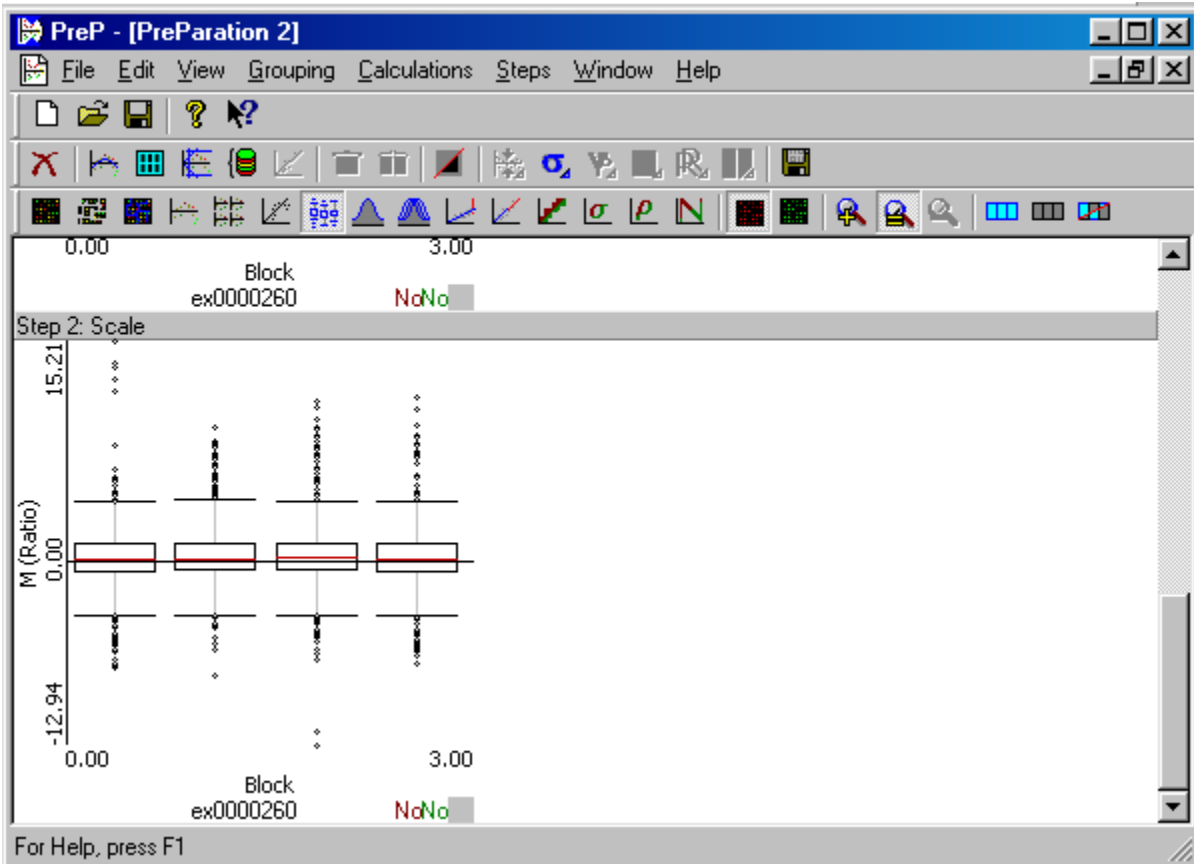 PreP - [PreParation 2]
File Edit View Grouping Calculations Steps Window Help
0.00 3.00
Block
ex0000260 NoNo
Step 2: Scale
15.21
M (Ratio)
0.00
-12.94
0.00 3.00
Block
ex0000260 NoNo
For Help, press F1